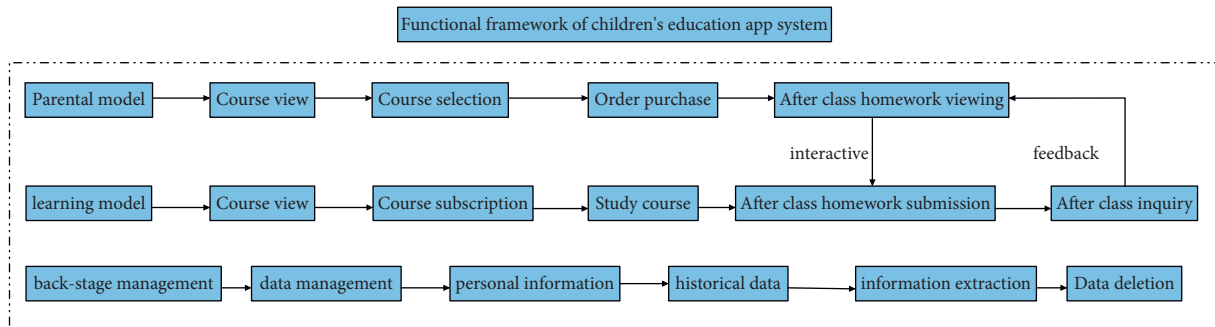 Functional framework of children's education app system
Parental model
Course view
Course selection
Order purchase
After class homework viewing
interactive
feedback
learning model
Course view
Course subscription
Study course
After class homework submission
After class inquiry
back-stage management
data management
personal information
historical data
information extraction
Data deletion